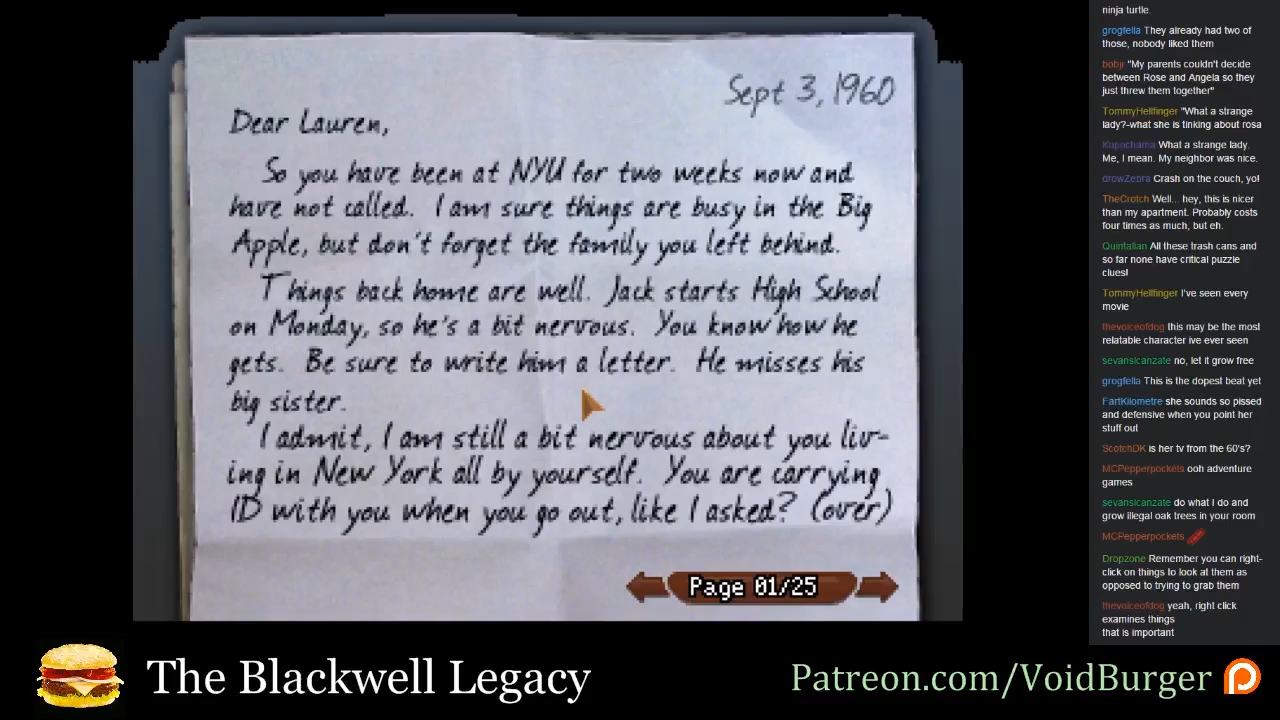 Sept 3, 1960
Dear Lauren,
So you have been at NYU for two weeks now and
have not called. I am sure things are busy in the Big
Apple, but don't forget the family you left behind.
Things back home are well. Jack starts High School
on Monday, so he's a bit nervous. You know how he
gets. Be sure to write him a letter. He misses his
big sister.
I admit, I am still a bit nervous about you liv-
ing in New York all by yourself. You are carrying
ID with you when you go out, like I asked? (over)
Page 01/25
The Blackwell Legacy
Patreon.com/VoidBurger
ninja turtle.
grogfella They already had two of
those, nobody liked them
bobjr "My parents couldn't decide
between Rose and Angela so they
just threw them together"
TommyHellfinger "What a strange
lady?-what she is tinking about rosa
Kupochama What a strange lady.
Me, I mean. My neighbor was nice.
growZebra Crash on the couch, yo!
TheCrotch Well... hey, this is nicer
than my apartment. Probably costs
four times as much, but eh.
Quintalian All these trash cans and
so far none have critical puzzle
clues!
TommyHellfinger I've seen every
movie
thevoiceofdog this may be the most
relatable character ive ever seen
sevansicanzate no, let it grow free
grogfella This is the dopest beat yet
FartKilometre she sounds so pissed
and defensive when you point her
stuff out
ScotchDK is her tv from the 60's?
MCPepperpockets ooh adventure
games
sevansicanzate do what I do and
grow illegal oak trees in your room
MCPepperpockets
Dropzone Remember you can right-
click on things to look at them as
opposed to trying to grab them
thevoiceofdog yeah, right click
examines things
that is important